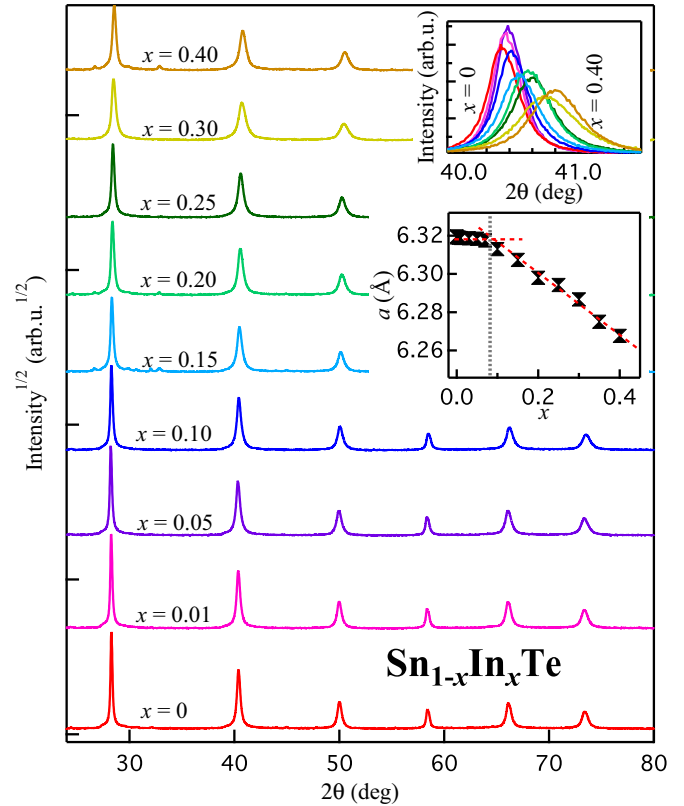 Intensity^1/2 (arb.u.^1/2)
x = 0.40
x = 0.30
x = 0.25
x = 0.20
x = 0.15
x = 0.10
x = 0.05
x = 0.01
x = 0
Sn1-xInxTe
30 40 50 60 70 80
2θ (deg)
Intensity (arb.u.)
x = 0
x = 0.40
40.0 41.0
2θ (deg)
a (Å)
6.32
6.30
6.28
6.26
0.0 0.2 0.4
x